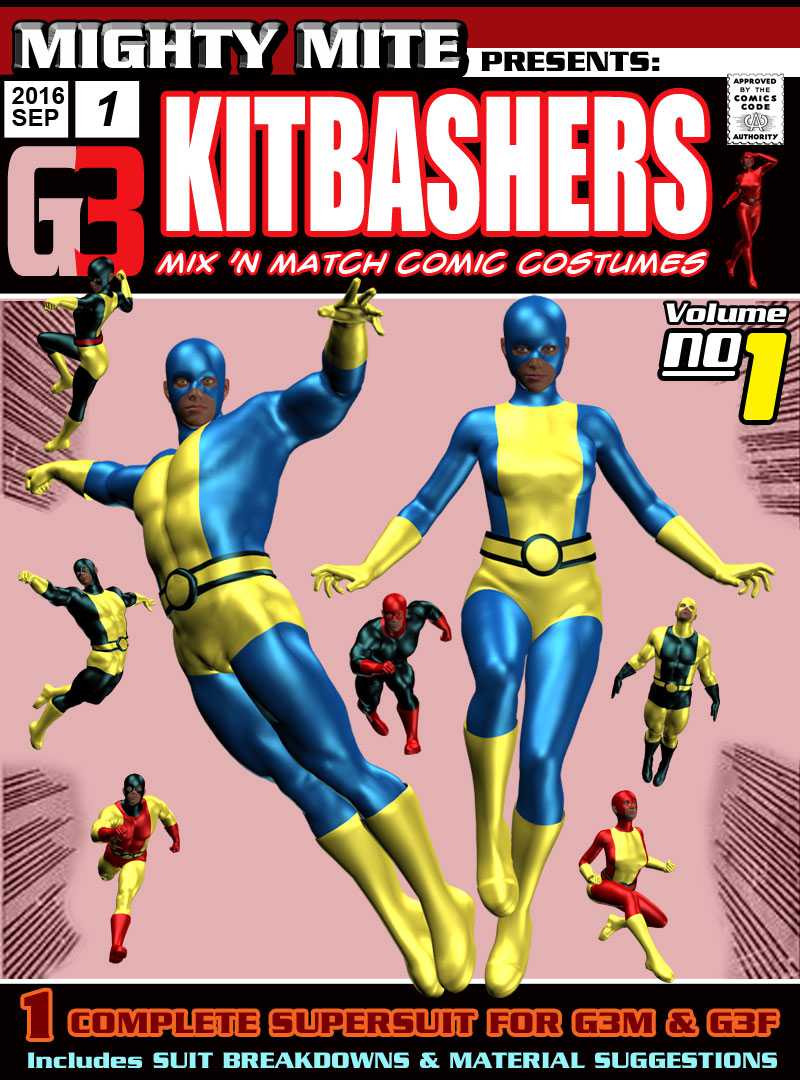 MIGHTY MITE PRESENTS:
2016
SEP
1
APPROVED
BY THE
COMICS
CODE
CA
AUTHORITY
G3
KITBASHERS
MIX 'N MATCH COMIC COSTUMES
Volume
no 1
1 COMPLETE SUPERSUIT FOR G3M & G3F
Includes SUIT BREAKDOWNS & MATERIAL SUGGESTIONS